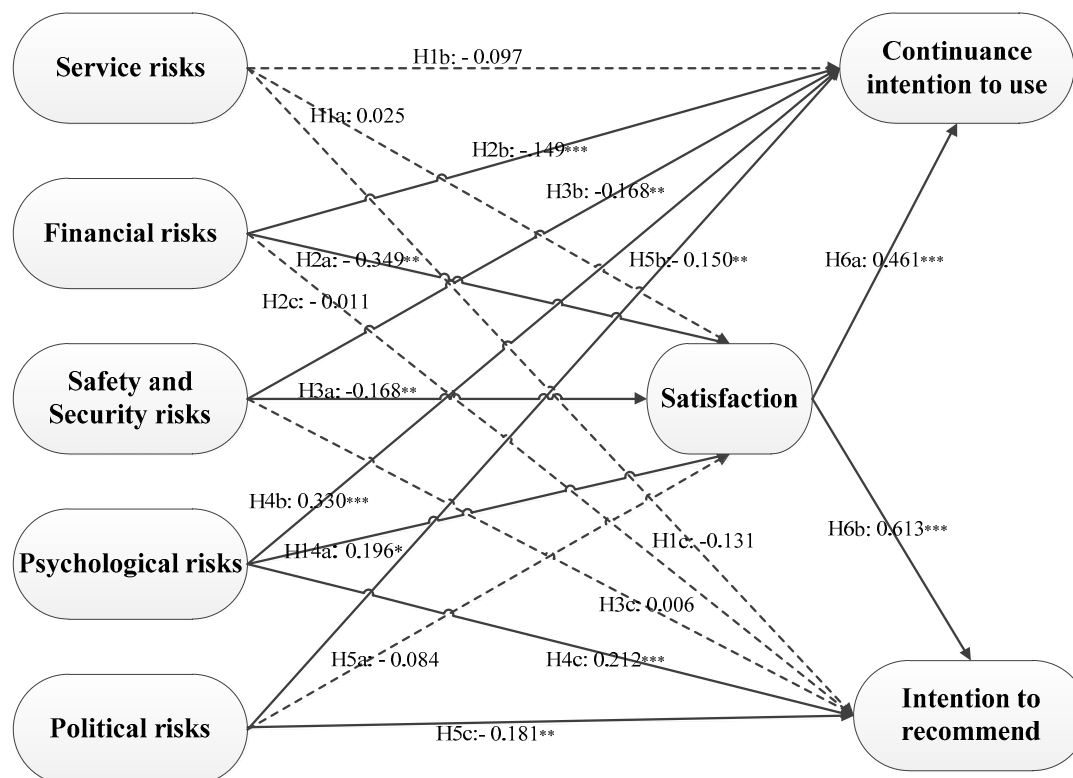 Service risks
H1b: - 0.097
Continuance
intention to use
H1a: 0.025
H2b: -.149***
H3b: -0.168**
Financial risks
H2a: - 0.349**
H5b:- 0.150**
H6a: 0.461***
H2c: - 0.011
Safety and
Security risks
H3a: -0.168**
Satisfaction
H4b: 0.330***
H14a: 0.196*
H1c: -0.131
H6b: 0.613***
Psychological risks
H3c: 0.006
H5a: - 0.084
H4c: 0.212***
Political risks
H5c:- 0.181**
Intention to
recommend